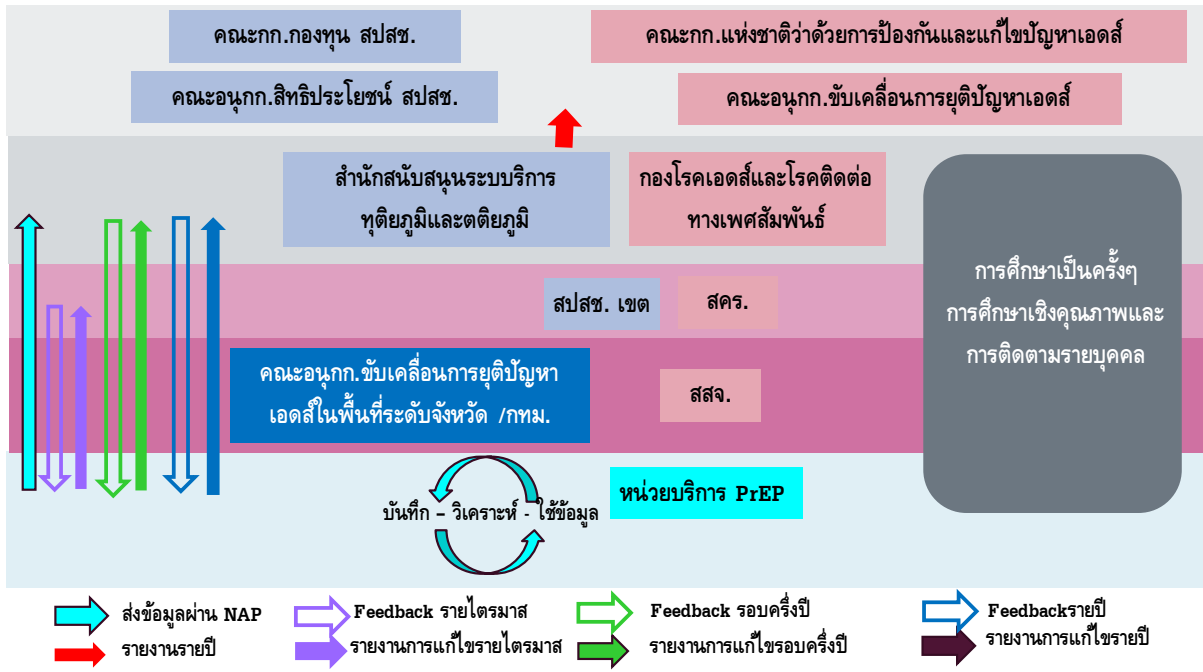 คณะกก.กองทุน สปสช.
คณะกก.แห่งชาติว่าด้วยการป้องกันและแก้ไขปัญหาเอดส์
คณะอนุกก.สิทธิประโยชน์ สปสช.
คณะอนุกก.ขับเคลื่อนการยุติปัญหาเอดส์
สำนักสนับสนุนระบบบริการ
ทุติยภูมิและตติยภูมิ
กองโรคเอดส์และโรคติดต่อ
ทางเพศสัมพันธ์
การศึกษาเป็นครั้งๆ
การศึกษาเชิงคุณภาพและ
การติดตามรายบุคคล
สปสช. เขต
สคร.
คณะอนุกก.ขับเคลื่อนการยุติปัญหา
เอดส์ในพื้นที่ระดับจังหวัด /กทม.
สสจ.
หน่วยบริการ PrEP
บันทึก – วิเคราะห์ - ใช้ข้อมูล
ส่งข้อมูลผ่าน NAP
Feedback รายไตรมาส
Feedback รอบครึ่งปี
Feedbackรายปี
รายงานรายปี
รายงานการแก้ไขรายไตรมาส
รายงานการแก้ไขรอบครึ่งปี
รายงานการแก้ไขรายปี